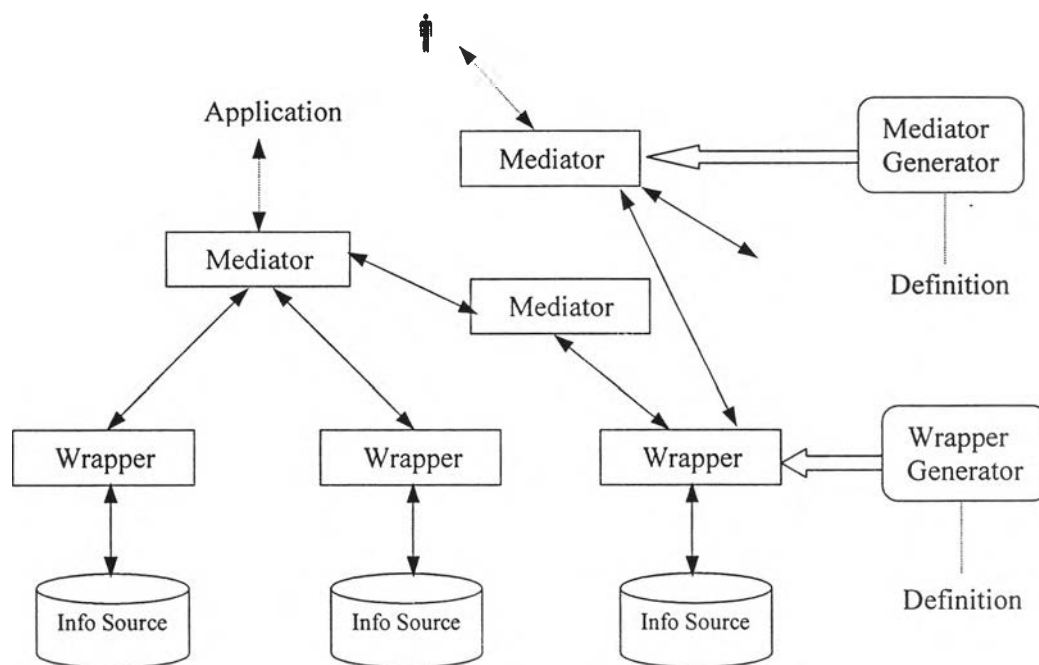 Application
Mediator
Mediator
Generator
Mediator
Mediator
Definition
Wrapper
Wrapper
Wrapper
Wrapper
Generator
Info Source
Info Source
Info Source
Definition